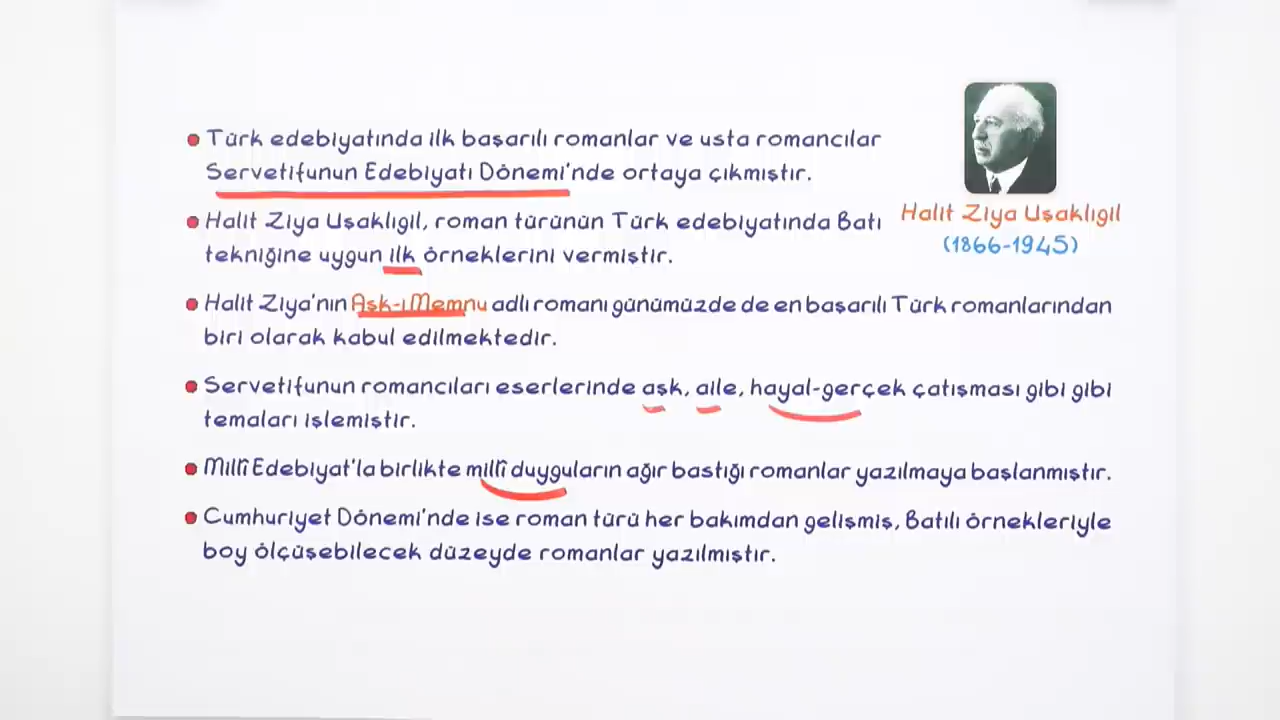 Türk edebiyatında ilk başarılı romanlar ve usta romancılar
Servetifunun Edebiyatı Dönemi'nde ortaya çıkmıştır.
Halit Ziya Uşaklıgil, roman türünün Türk edebiyatında Batı
tekniğine uygun ilk örneklerini vermiştir.
Halit Ziya Uşaklıgil
(1866-1945)
Halit Ziya'nın Aşk-ı Memnu adlı romanı günümüzde de en başarılı Türk romanlarından
biri olarak kabul edilmektedir.
Servetifunun romancıları eserlerinde aşk, aile, hayal-gerçek çatışması gibi gibi
temaları işlemiştir.
Millî Edebiyat'la birlikte millî duyguların ağır bastığı romanlar yazılmaya başlanmıştır.
Cumhuriyet Dönemi'nde ise roman türü her bakımdan gelişmiş, Batılı örnekleriyle
boy ölçüşebilecek düzeyde romanlar yazılmıştır.